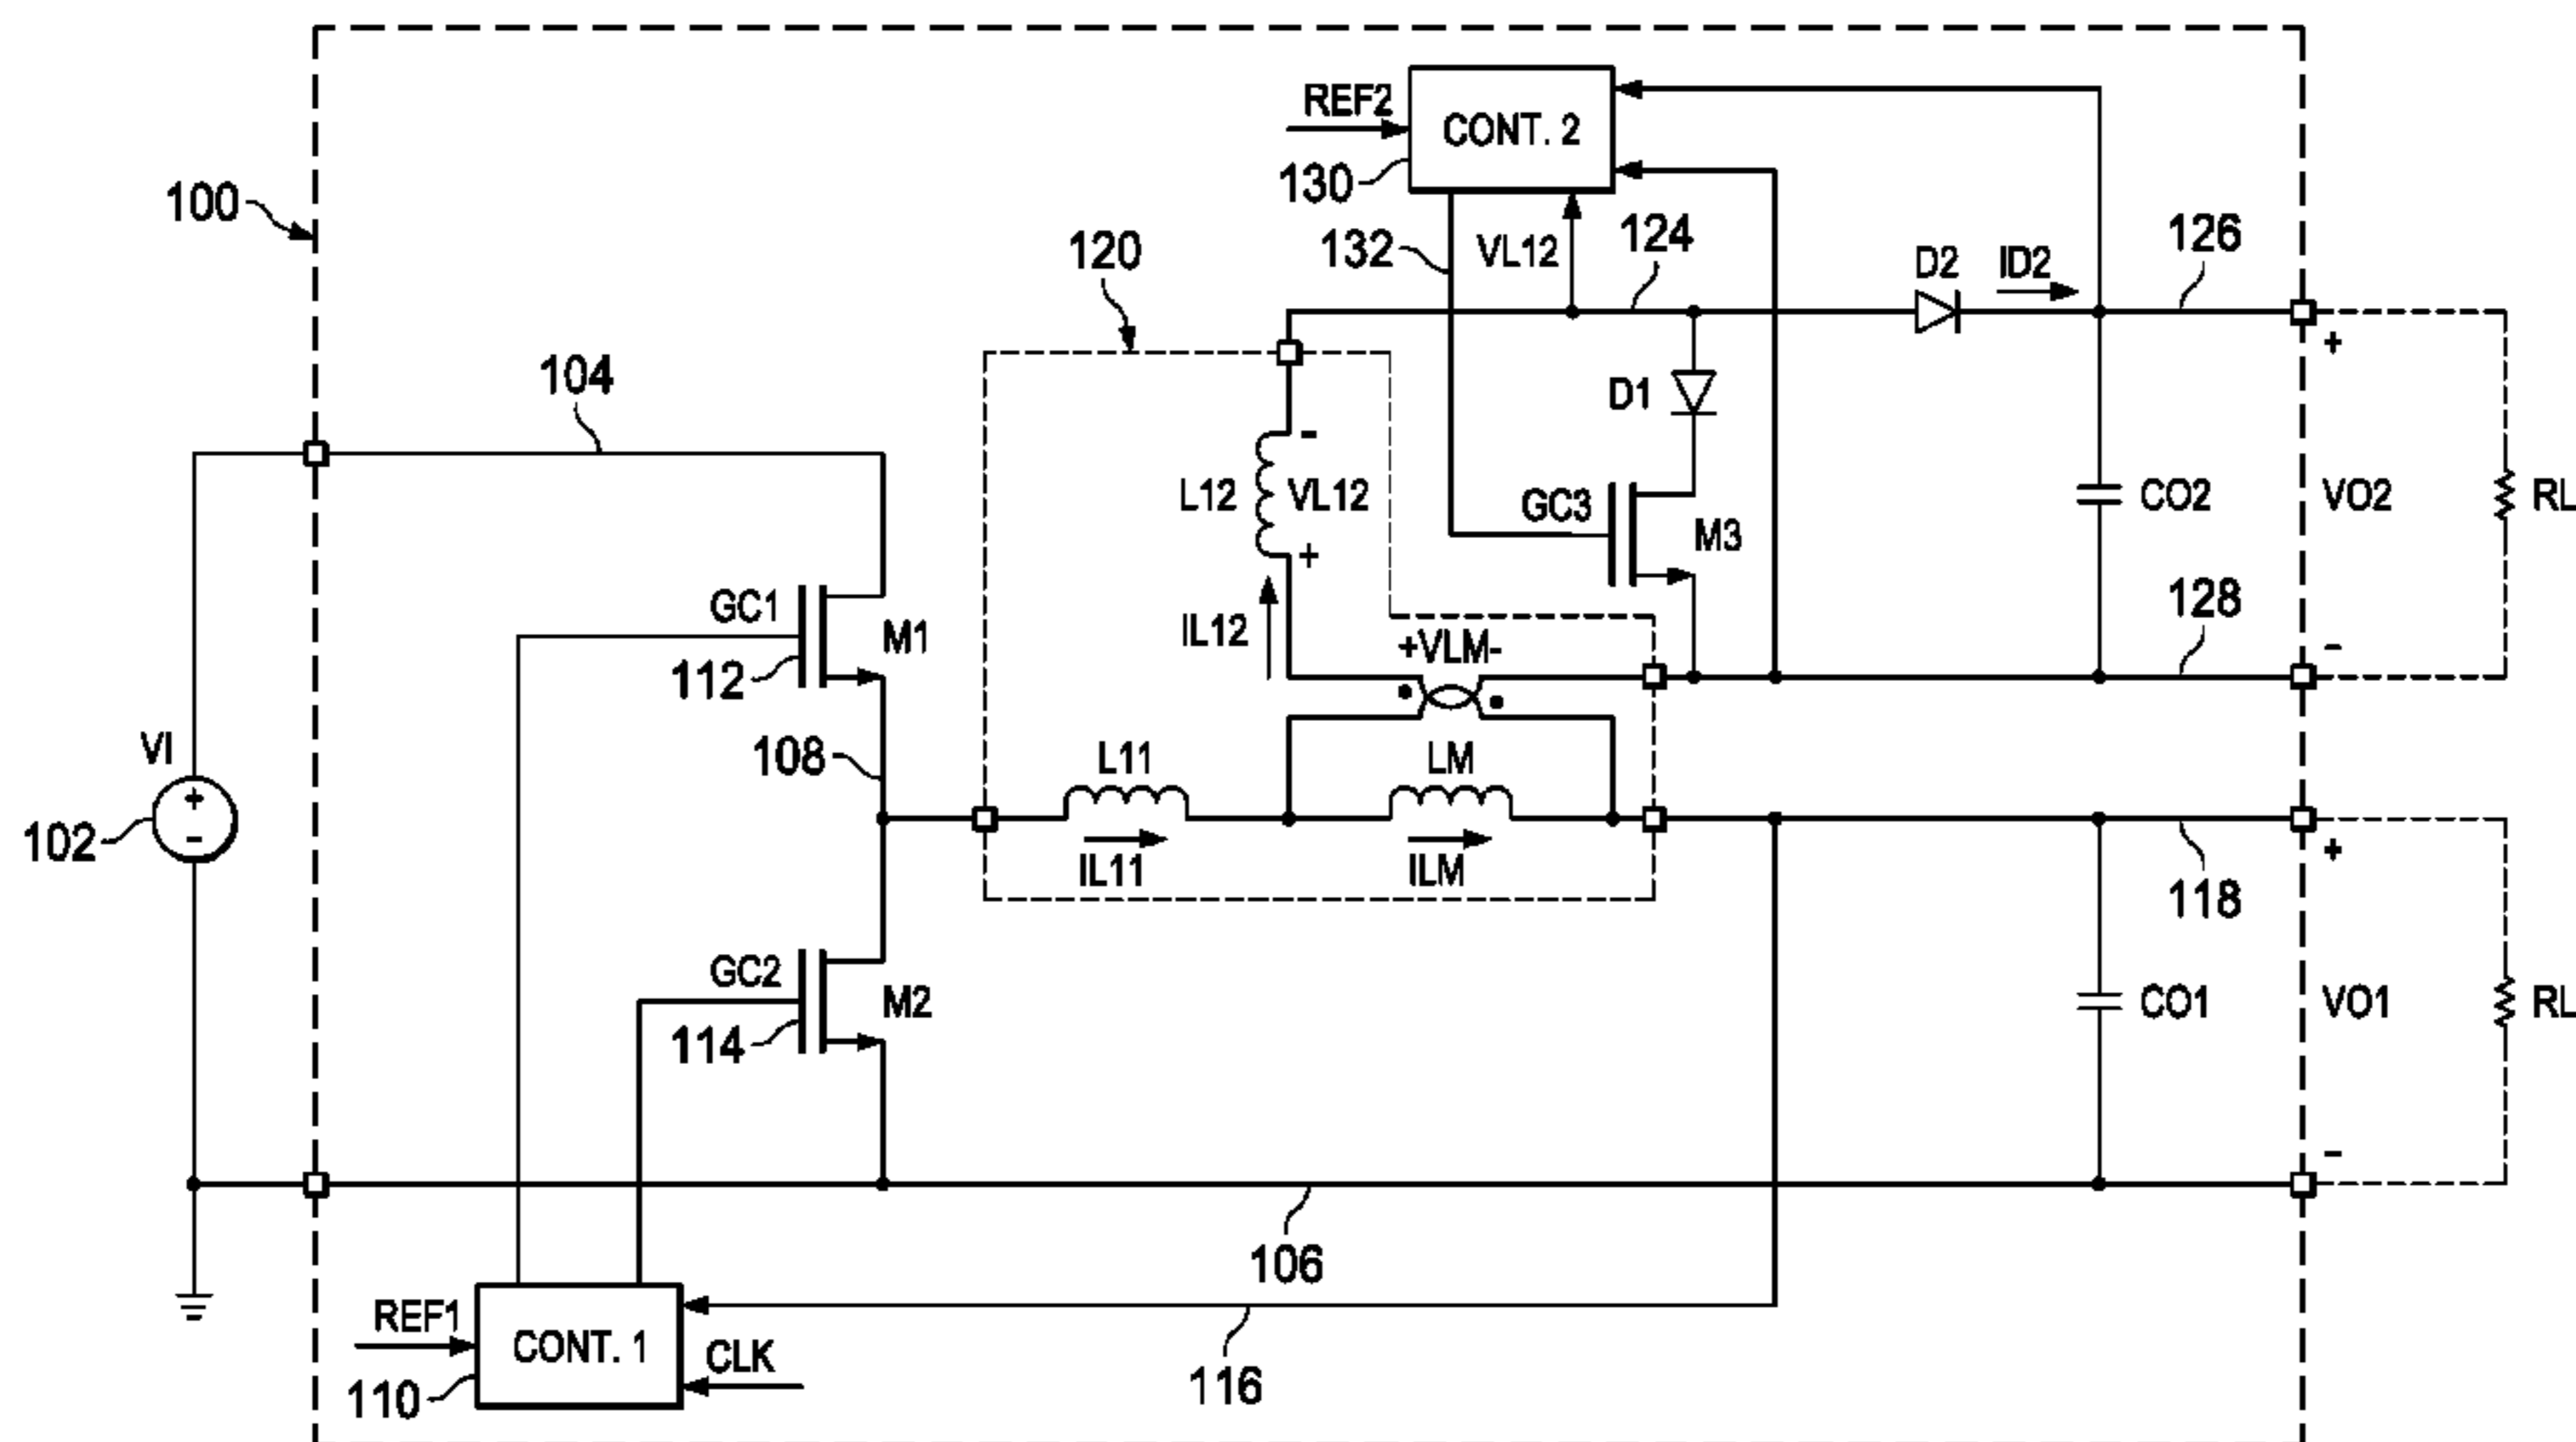 REF2
CONT. 2
130
100
132
VL12
124
D2
ID2
126
120
+
104
D1
-
L12
VL12
GC3
M3
CO2
VO2
RL
+
GC1
M1
IL12
+VLM-
128
-
112
VI
108
L11
LM
+
-
102
IL11
ILM
+
118
GC2
M2
CO1
VO1
RL
114
-
106
REF1
CONT. 1
CLK
110
116